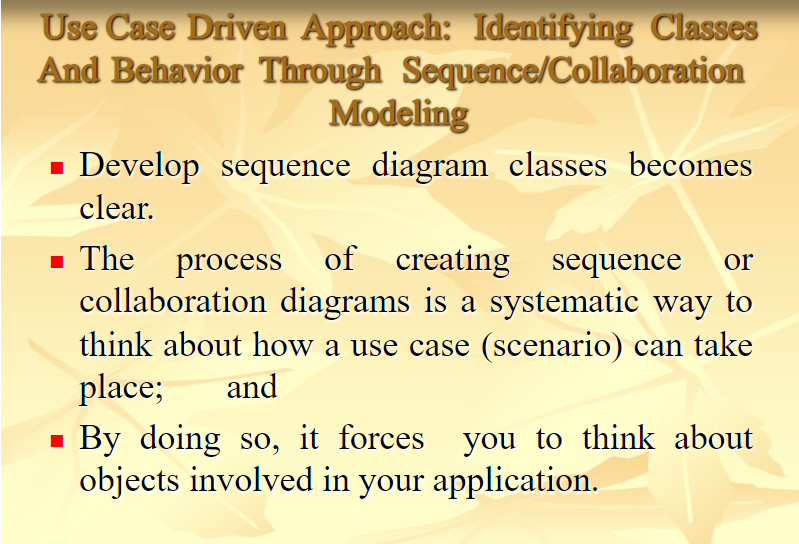 Use Case Driven Approach: Identifying Classes
And Behavior Through Sequence/Collaboration
Modeling
Develop sequence diagram classes becomes
clear.
The process of creating sequence or
collaboration diagrams is a systematic way to
think about how a use case (scenario) can take
place; and
By doing so, it forces you to think about
objects involved in your application.